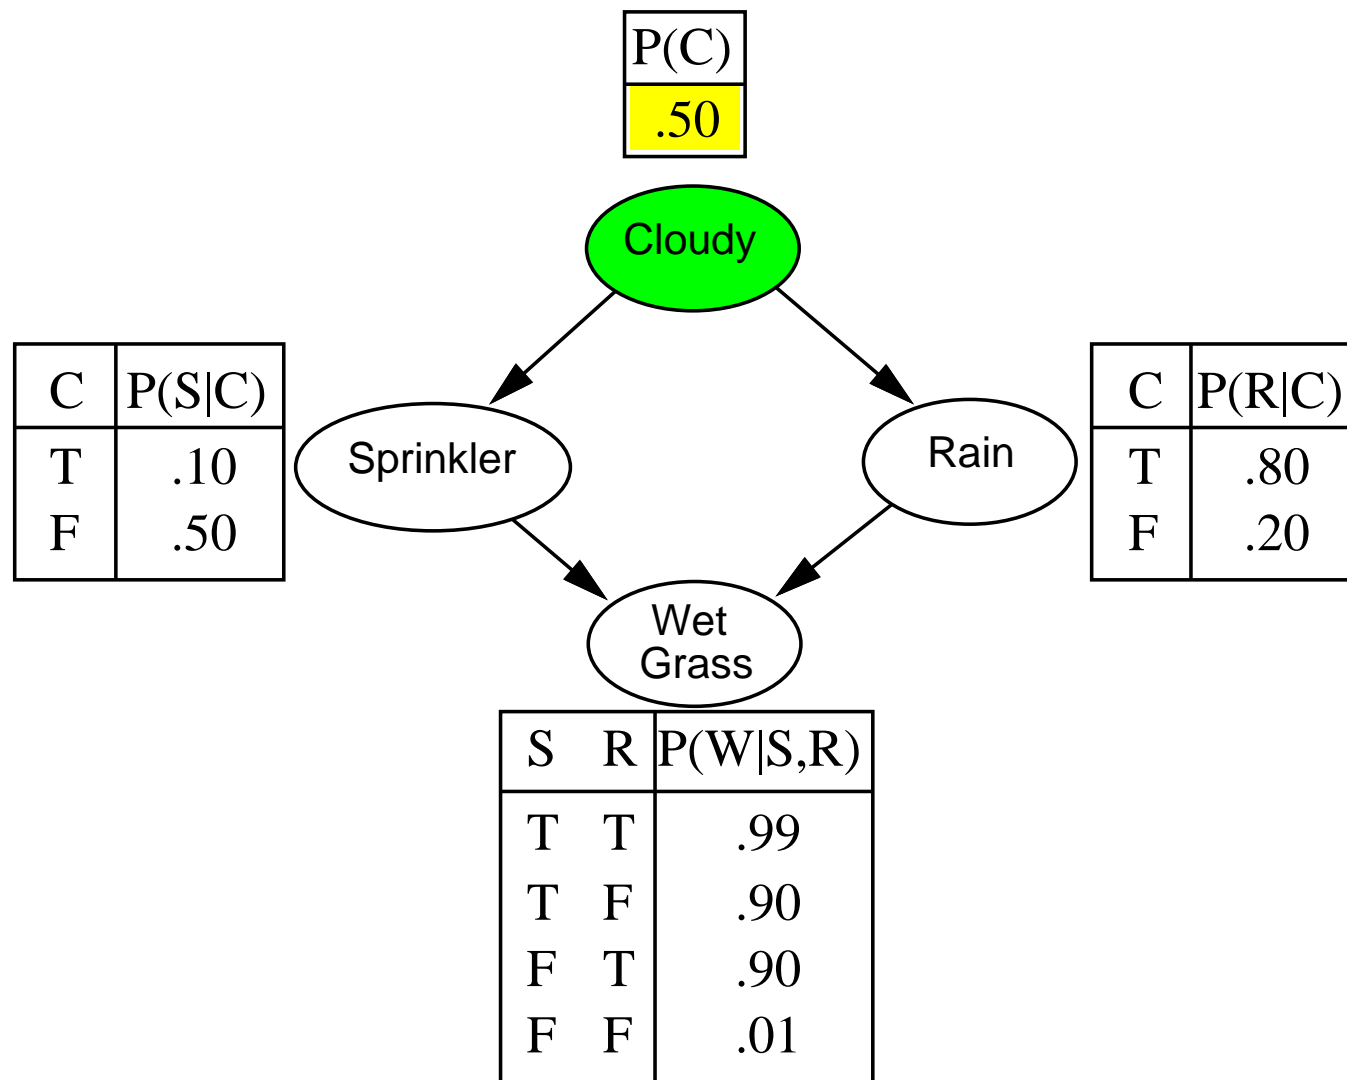 P(C)
.50
Cloudy
C P(S|C)
T .10
F .50
Sprinkler
Rain
C P(R|C)
T .80
F .20
Wet
Grass
S R P(W|S,R)
T T .99
T F .90
F T .90
F F .01